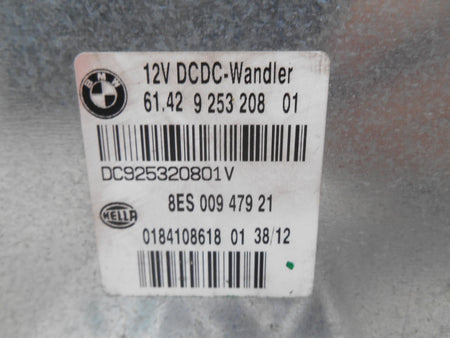 BMW
12V DCDC-Wandler
61.42 9 253 208 01
DC925320801V
8ES 009 479 21
HELLA
0184108618 01 38/12